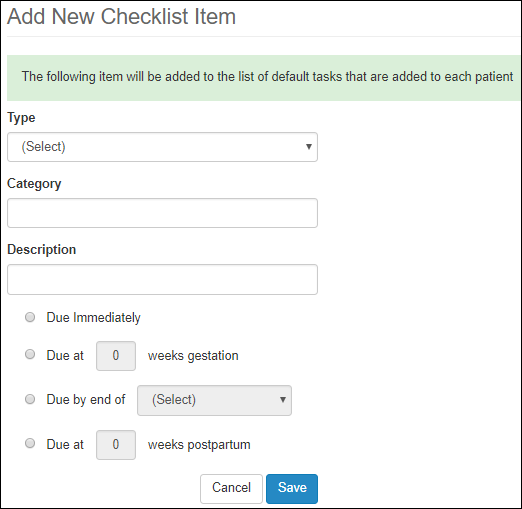 Add New Checklist Item
The following item will be added to the list of default tasks that are added to each patient
Type
(Select)
Category
Description
Due Immediately
Due at 0 weeks gestation
Due by end of (Select)
Due at 0 weeks postpartum
Cancel Save